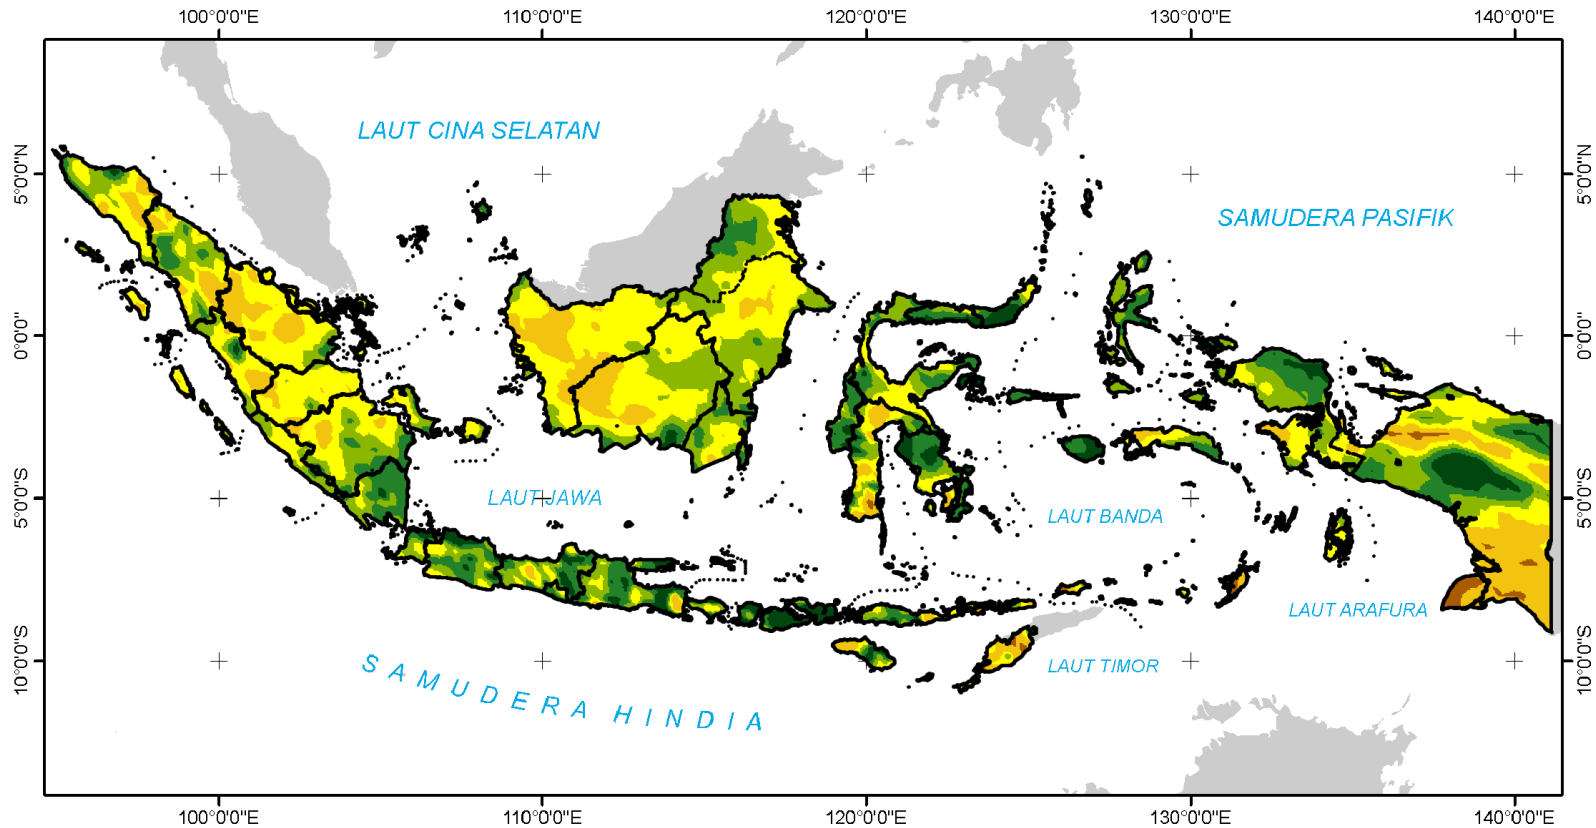 100°0'0"E 110°0'0"E 120°0'0"E 130°0'0"E 140°0'0"E
LAUT CINA SELATAN
5°0'0"N 5°0'0"N
SAMUDERA PASIFIK
0°0'0" 0°0'0"
LAUT JAWA
5°0'0"S 5°0'0"S
LAUT BANDA
LAUT ARAFURA
10°0'0"S 10°0'0"S
LAUT TIMOR
SAMUDERA HINDIA
100°0'0"E 110°0'0"E 120°0'0"E 130°0'0"E 140°0'0"E